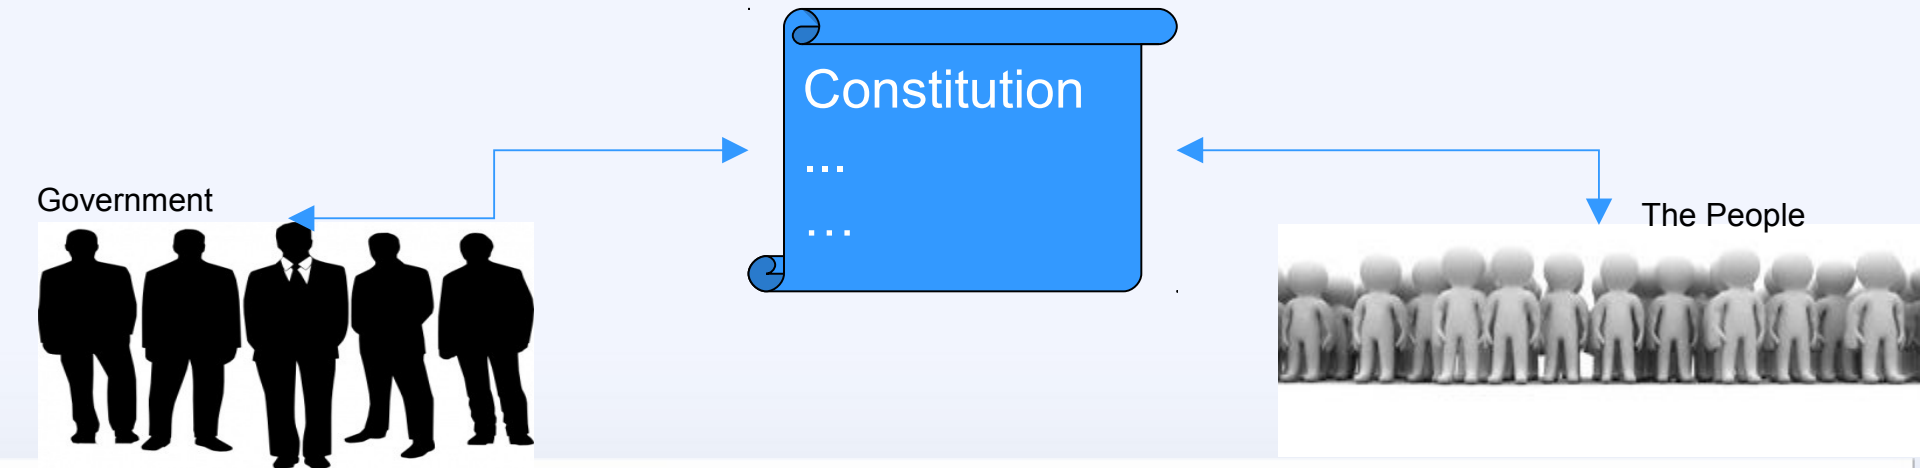 Constitution
...
...
Government
The People